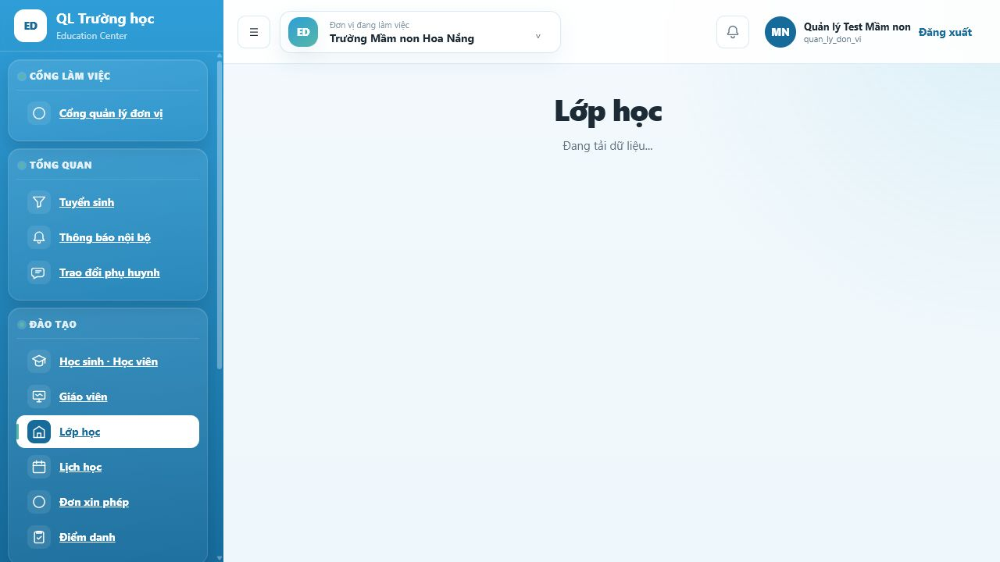 ED
QL Trường học
Education Center
CỔNG LÀM VIỆC
Cổng quản lý đơn vị
TỔNG QUAN
Tuyển sinh
Thông báo nội bộ
Trao đổi phụ huynh
ĐÀO TẠO
Học sinh · Học viên
Giáo viên
Lớp học
Lịch học
Đơn xin phép
Điểm danh
☰
ED
Đơn vị đang làm việc
Trường Mầm non Hoa Nắng
v
MN
Quản lý Test Mầm non
quan_ly_don_vi
Đăng xuất
Lớp học
Đang tải dữ liệu...